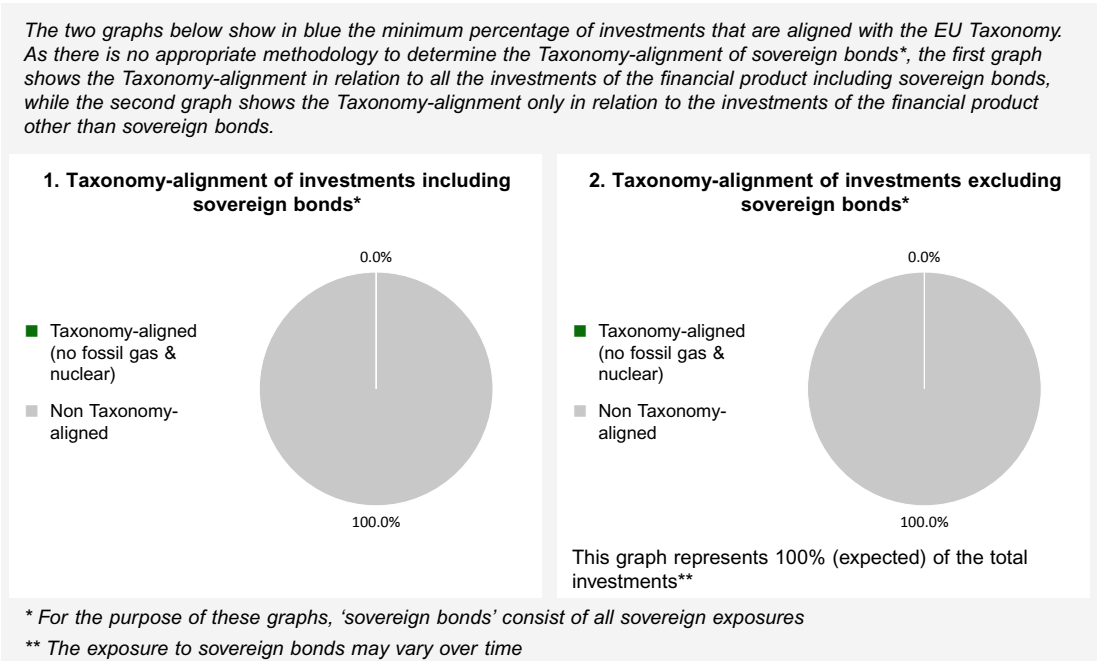 The two graphs below show in blue the minimum percentage of investments that are aligned with the EU Taxonomy.
As there is no appropriate methodology to determine the Taxonomy-alignment of sovereign bonds*, the first graph
shows the Taxonomy-alignment in relation to all the investments of the financial product including sovereign bonds,
while the second graph shows the Taxonomy-alignment only in relation to the investments of the financial product
other than sovereign bonds.
1. Taxonomy-alignment of investments including
sovereign bonds*
0.0%
Taxonomy-aligned
(no fossil gas &
nuclear)
Non Taxonomy-
aligned
100.0%
2. Taxonomy-alignment of investments excluding
sovereign bonds*
0.0%
Taxonomy-aligned
(no fossil gas &
nuclear)
Non Taxonomy-
aligned
100.0%
This graph represents 100% (expected) of the total
investments**
* For the purpose of these graphs, ‘sovereign bonds’ consist of all sovereign exposures
** The exposure to sovereign bonds may vary over time